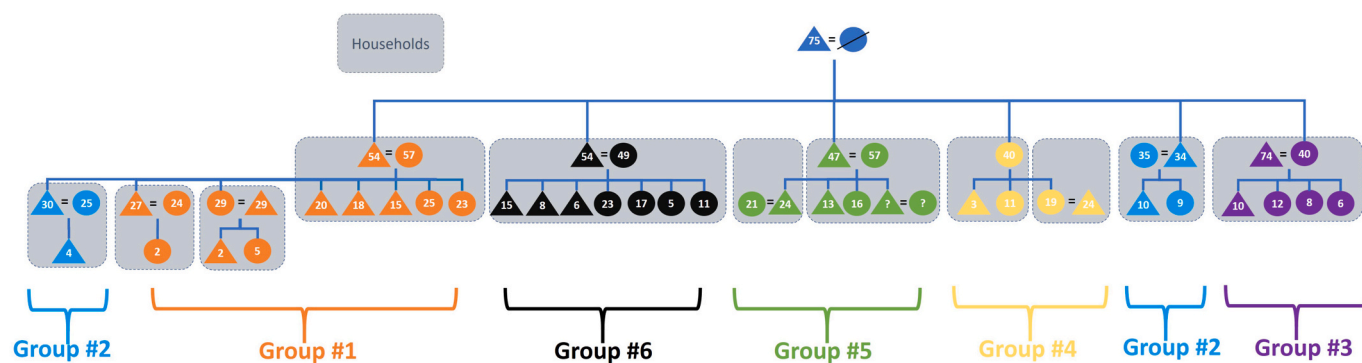 Households
75 =
54 = 57 54 = 49 47 = 57 40 35 = 34 74 = 40
30 = 25 27 = 24 29 = 29 20 18 15 25 23 15 8 6 23 17 5 11 21 = 24 13 16 ? = ? 3 11 19 = 24 10 9 10 12 8 6
4 2 2 5
Group #2 Group #1 Group #6 Group #5 Group #4 Group #2 Group #3